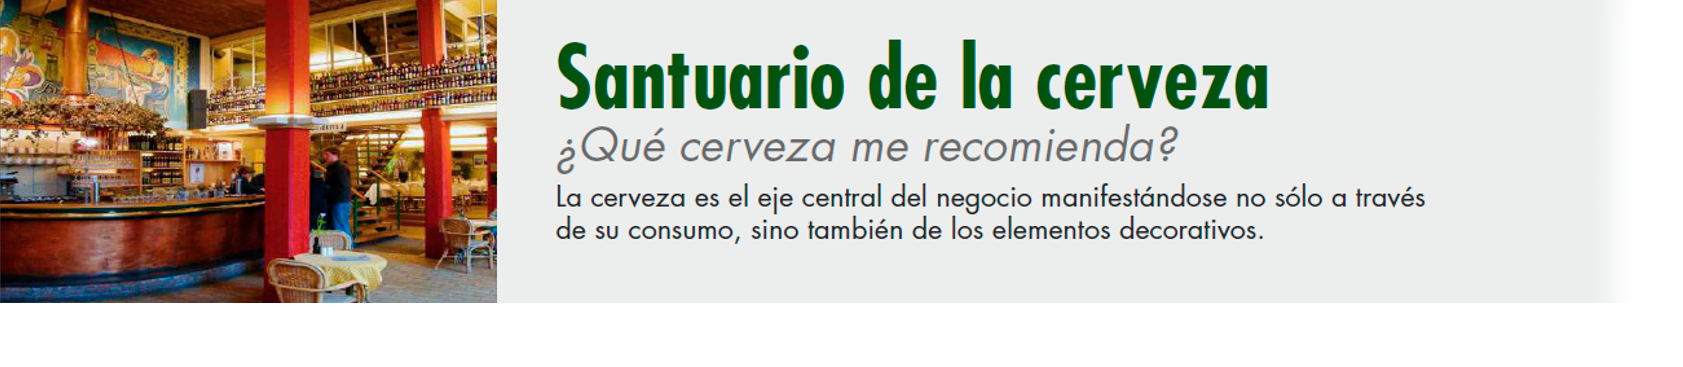 Santuario de la cerveza
¿Qué cerveza me recomienda?
La cerveza es el eje central del negocio manifestándose no sólo a través
de su consumo, sino también de los elementos decorativos.